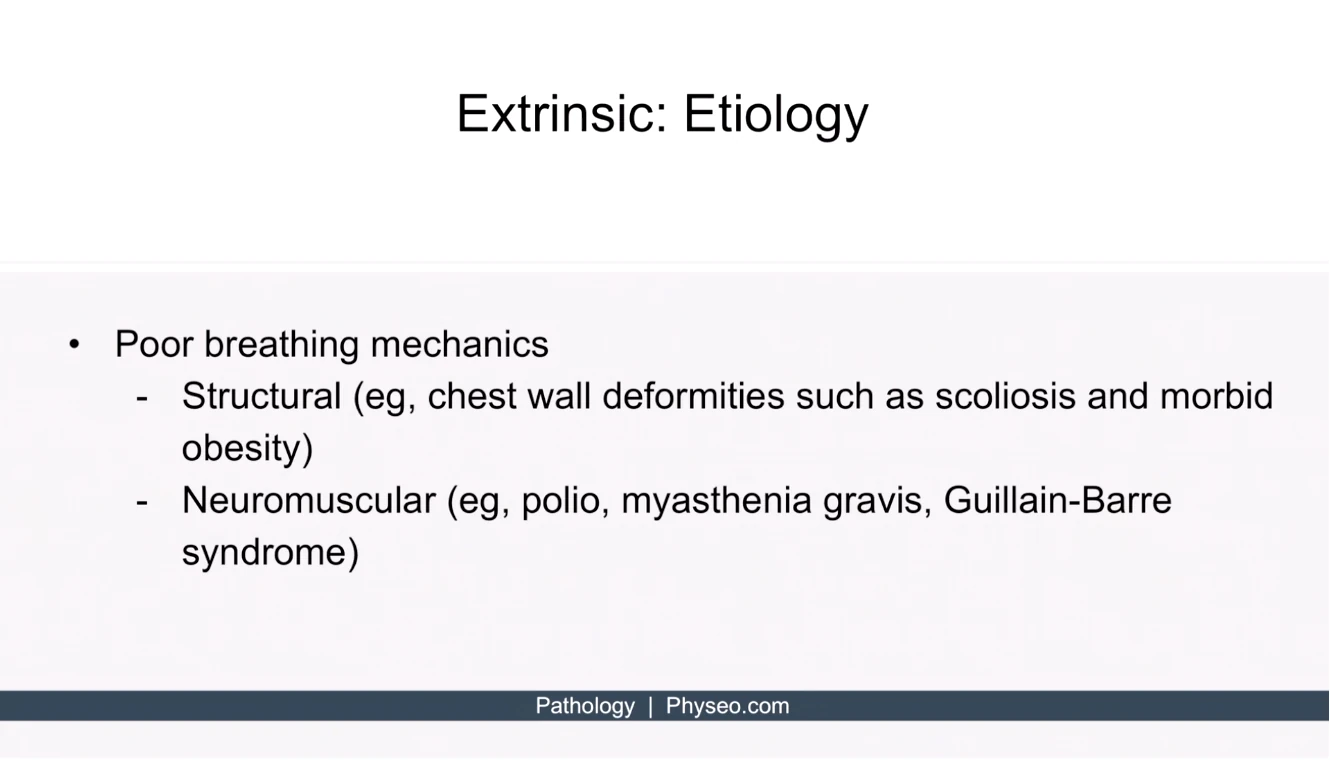 Extrinsic: Etiology
• Poor breathing mechanics
- Structural (eg, chest wall deformities such as scoliosis and morbid
obesity)
- Neuromuscular (eg, polio, myasthenia gravis, Guillain-Barre
syndrome)
Pathology | Physeo.com